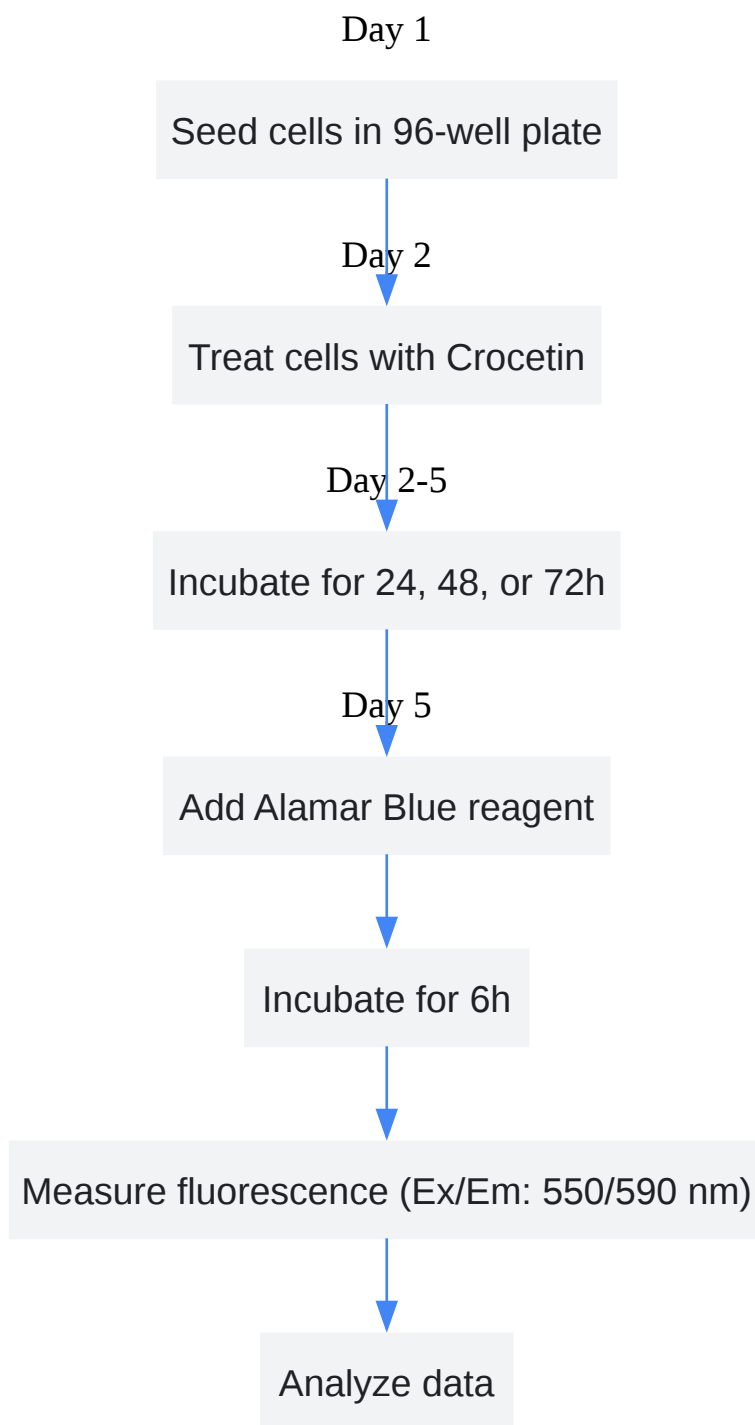 Day 1
Seed cells in 96-well plate
Day 2
Treat cells with Crocetin
Day 2-5
Incubate for 24, 48, or 72h
Day 5
Add Alamar Blue reagent
Incubate for 6h
Measure fluorescence (Ex/Em: 550/590 nm)
Analyze data